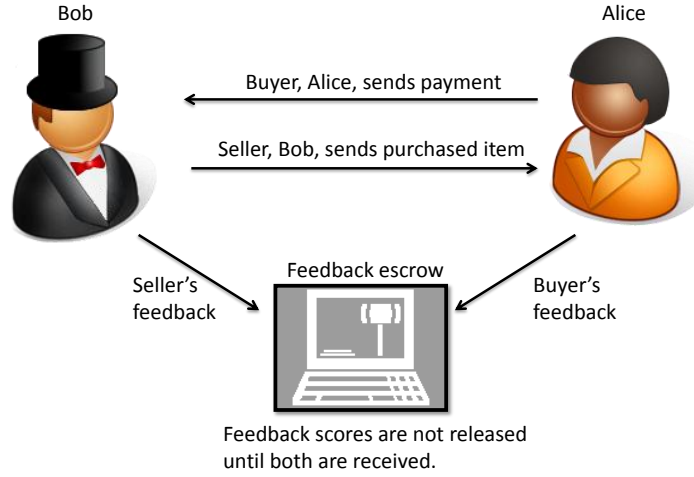 Bob
Alice
Buyer, Alice, sends payment
Seller, Bob, sends purchased item
Seller's
feedback
Feedback escrow
Buyer's
feedback
Feedback scores are not released
until both are received.